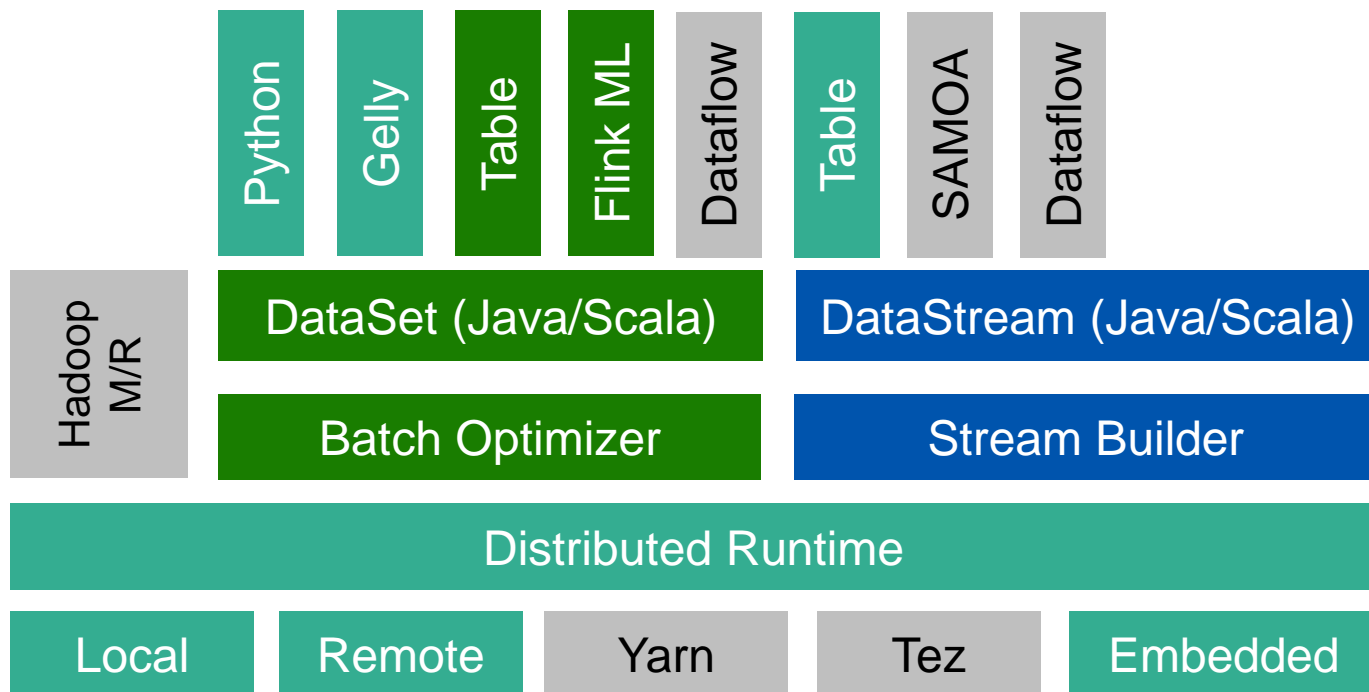 Python
Gelly
Table
Flink ML
Dataflow
Table
SAMOA
Dataflow
Hadoop
M/R
DataSet (Java/Scala)
DataStream (Java/Scala)
Batch Optimizer
Stream Builder
Distributed Runtime
Local
Remote
Yarn
Tez
Embedded